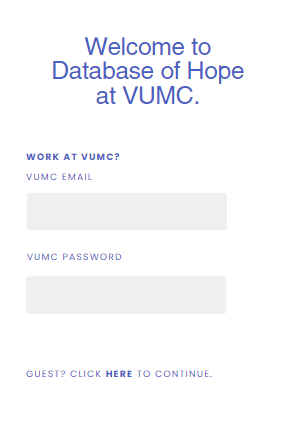 Welcome to
Database of Hope
at VUMC.
WORK AT VUMC?
VUMC EMAIL
VUMC PASSWORD
GUEST? CLICK HERE TO CONTINUE.